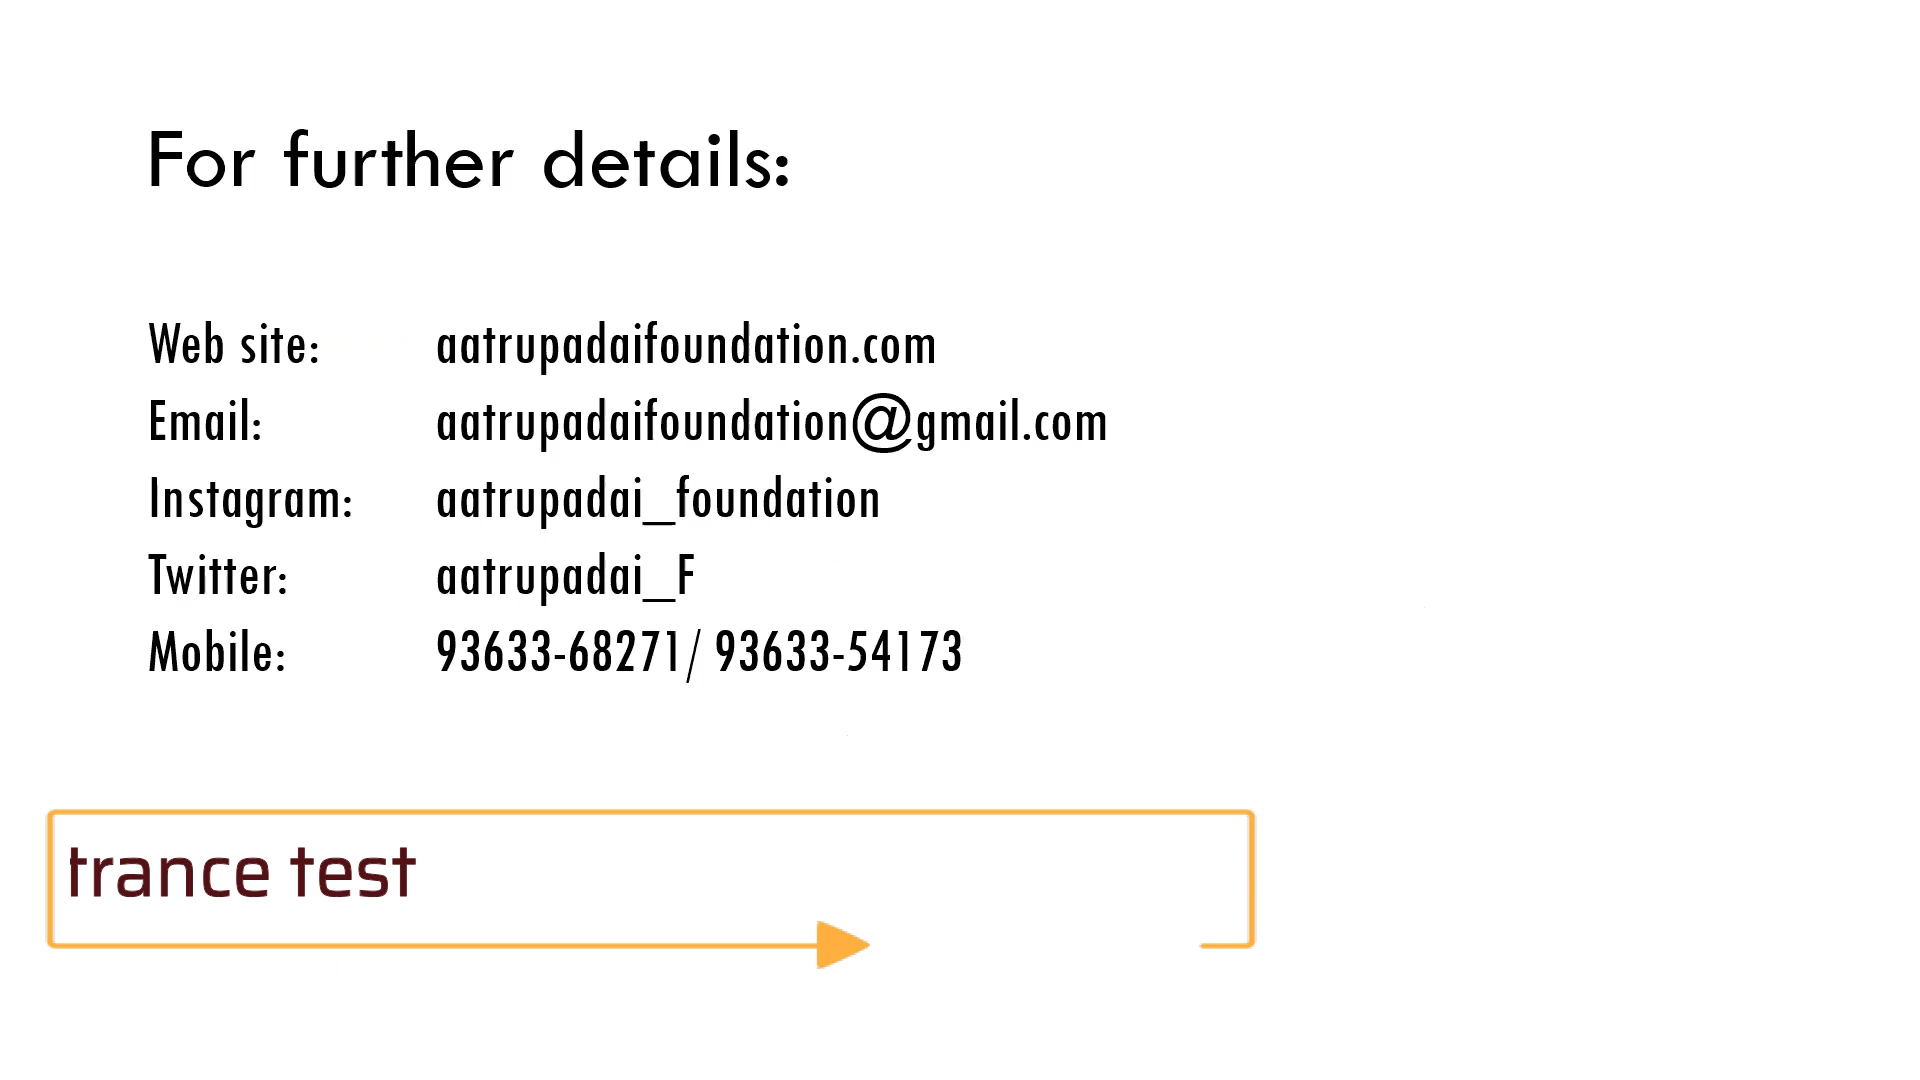 For further details:
Web site: aatrupadaifoundation.com
Email: aatrupadaifoundation@gmail.com
Instagram: aatrupadai_foundation
Twitter: aatrupadai_F
Mobile: 93633-68271/ 93633-54173
trance test